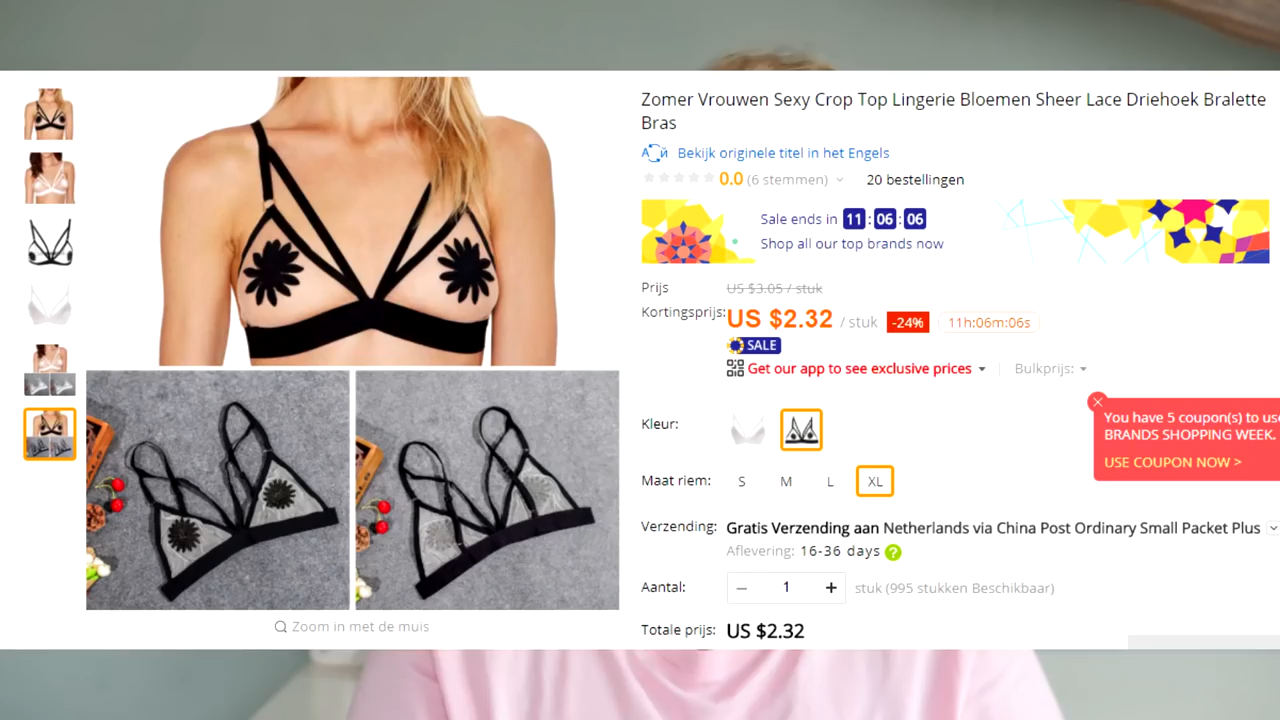 Zomer Vrouwen Sexy Crop Top Lingerie Bloemen Sheer Lace Driehoek Bralette
Bras
Bekijk originele titel in het Engels
0.0 (6 stemmen) 20 bestellingen
Sale ends in 11 : 06 : 06
Shop all our top brands now
Prijs US $3.05 / stuk
Kortingsprijs: US $2.32 / stuk -24% 11h:06m:06s
SALE
Get our app to see exclusive prices Bulkprijs:
Kleur:
You have 5 coupon(s) to use
BRANDS SHOPPING WEEK.
USE COUPON NOW >
Maat riem: S M L XL
Verzending: Gratis Verzending aan Netherlands via China Post Ordinary Small Packet Plus
Aflevering: 16-36 days ?
Aantal: − 1 + stuk (995 stukken Beschikbaar)
Totale prijs: US $2.32
Zoom in met de muis